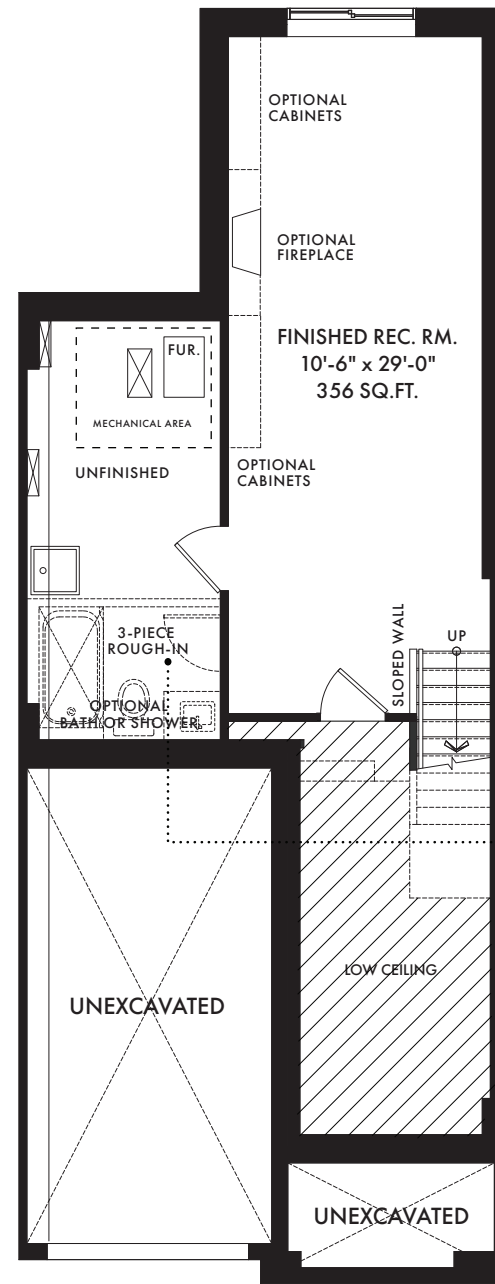 OPTIONAL
CABINETS
OPTIONAL
FIREPLACE
FINISHED REC. RM.
10'-6" x 29'-0"
356 SQ.FT.
FUR.
MECHANICAL AREA
UNFINISHED
OPTIONAL
CABINETS
3-PIECE
ROUGH-IN
OPTIONAL
BATH OR SHOWER
SLOPED WALL
UP
LOW CEILING
UNEXCAVATED
UNEXCAVATED